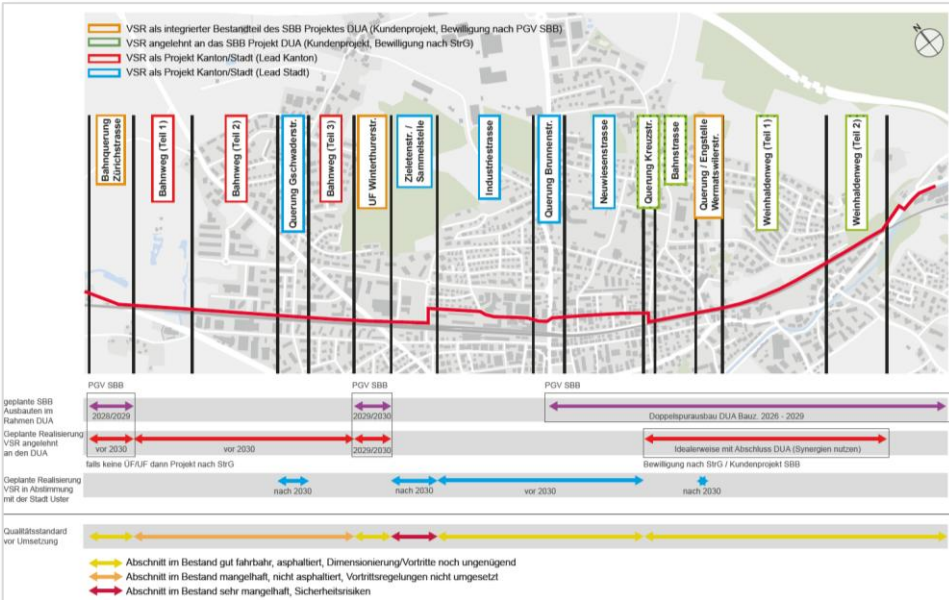 VSR als integrierter Bestandteil des SBB Projektes DUA (Kundenprojekt, Bewilligung nach PGV SBB)
VSR angelehnt an das SBB Projekt DUA (Kundenprojekt, Bewilligung nach StrG)
VSR als Projekt Kanton/Stadt (Lead Kanton)
VSR als Projekt Kanton/Stadt (Lead Stadt)
N
Bahnquerung
Zürichstrasse
Bahnweg (Teil 1)
Bahnweg (Teil 2)
Querung Gschwaderstr.
Bahnweg (Teil 3)
UF Winterthurerstr.
Zieletenstr. /
Sammelstelle
Industriestrasse
Querung Brunnenstr.
Neuwiesenstrasse
Querung Kreuzstr.
Bahnstrasse
Querung / Engstelle
Wermatswilerstr.
Weinhaldenweg (Teil 1)
Weinhaldenweg (Teil 2)
PGV SBB
PGV SBB
PGV SBB
geplante SBB
Ausbauten im
Rahmen DUA
2028/2029
2029/2030
Doppelspurausbau DUA Bauz. 2026 - 2029
Geplante Realisierung
VSR angelehnt
an den DUA
vor 2030
vor 2030
2029/2030
Idealerweise mit Abschluss DUA (Synergien nutzen)
falls keine ÜF/UF dann Projekt nach StrG
Bewilligung nach StrG / Kundenprojekt SBB
Geplante Realisierung
VSR in Abstimmung
mit der Stadt Uster
nach 2030
nach 2030
vor 2030
nach 2030
Qualitätsstandard
vor Umsetzung
Abschnitt im Bestand gut fahrbar, asphaltiert, Dimensionierung/Vortritte noch ungenügend
Abschnitt im Bestand mangelhaft, nicht asphaltiert, Vortrittsregelungen nicht umgesetzt
Abschnitt im Bestand sehr mangelhaft, Sicherheitsrisiken